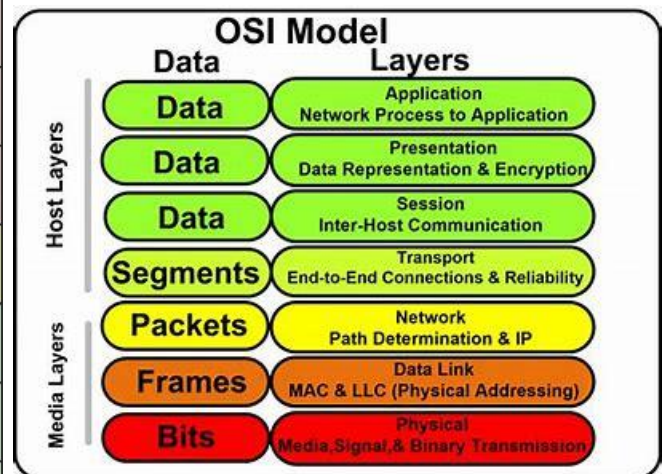 OSI Model
Data
Layers
Host Layers
Data
Application
Network Process to Application
Data
Presentation
Data Representation & Encryption
Data
Session
Inter-Host Communication
Segments
Transport
End-to-End Connections & Reliability
Media Layers
Packets
Network
Path Determination & IP
Frames
Data Link
MAC & LLC (Physical Addressing)
Bits
Physical
Media,Signal,& Binary Transmission